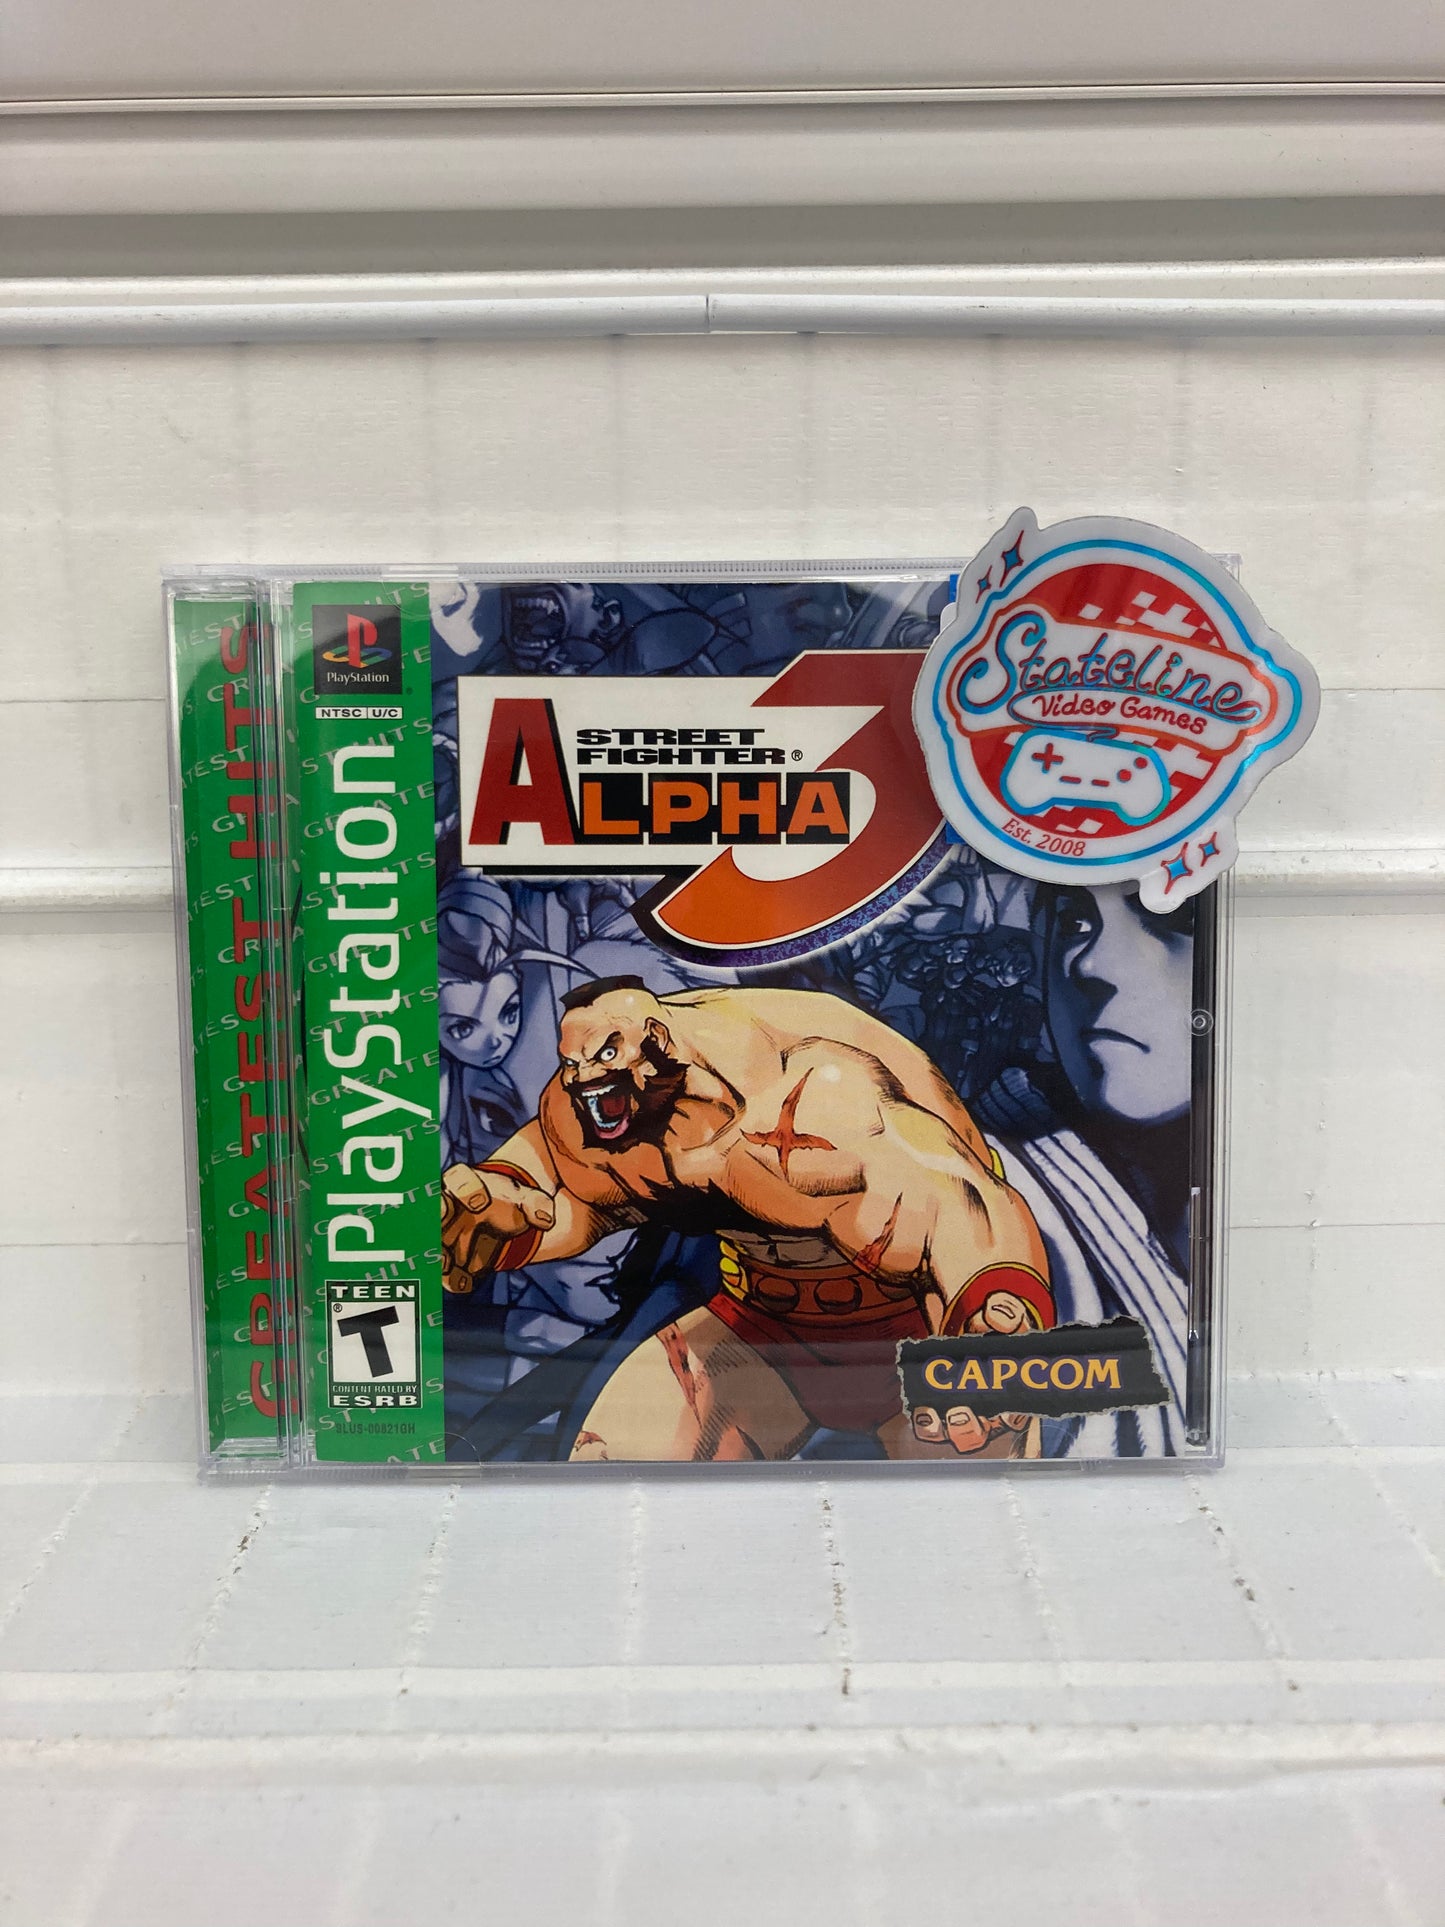 GREATEST HITS
PlayStation
NTSC U/C
PlayStation
TEEN
T
CONTENT RATED BY
ESRB
SLUS-00821GH
STREET
FIGHTER®
ALPHA
3
CAPCOM
Stateline
Video Games
Est. 2008